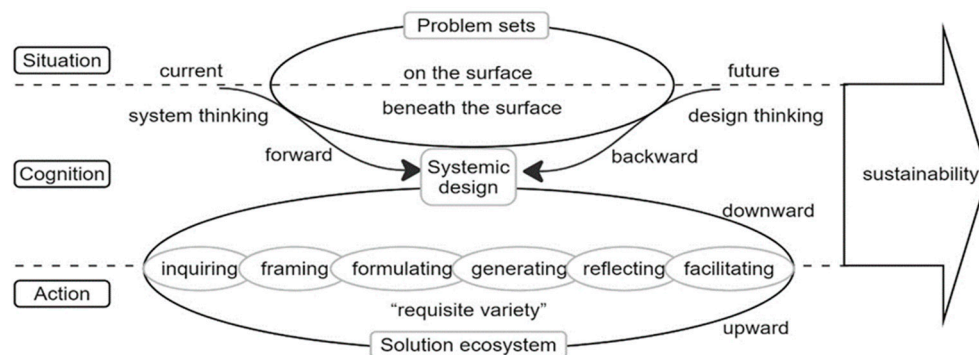 Problem sets
Situation
current
on the surface
future
beneath the surface
system thinking
design thinking
forward
backward
Cognition
Systemic
design
sustainability
downward
inquiring framing formulating generating reflecting facilitating
Action
“requisite variety”
upward
Solution ecosystem